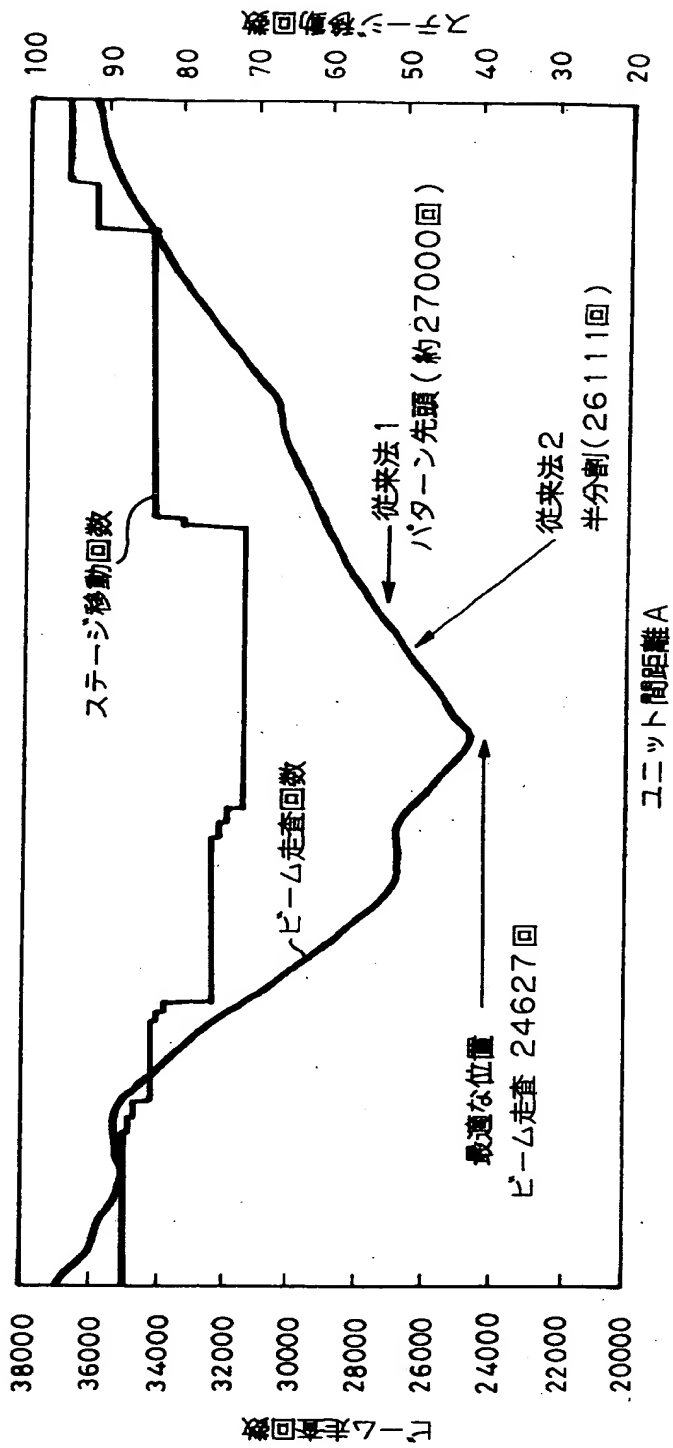 ビーム走査回数
38000
36000
34000
32000
30000
28000
26000
24000
22000
20000
ステージ移動回数
100
90
80
70
60
50
40
30
20
ステージ移動回数
ビーム走査回数
従来法1
パターン先頭(約27000回)
従来法2
半分割(26111回)
最適な位置
ビーム走査 24627回
ユニット間距離A